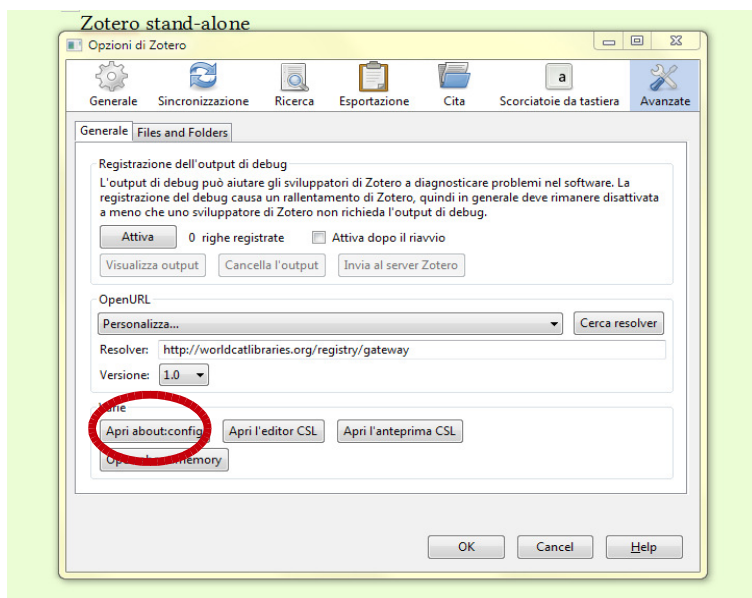 Zotero stand-alone
Opzioni di Zotero
Generale Sincronizzazione Ricerca Esportazione Cita a Scorciatoie da tastiera Avanzate
Generale Files and Folders
Registrazione dell'output di debug
L'output di debug può aiutare gli sviluppatori di Zotero a diagnosticare problemi nel software. La
registrazione del debug causa un rallentamento di Zotero, quindi in generale deve rimanere disattivata
a meno che uno sviluppatore di Zotero non richieda l'output di debug.
Attiva 0 righe registrate Attiva dopo il riavvio
Visualizza output Cancella l'output Invia al server Zotero
OpenURL
Personalizza... Cerca resolver
Resolver: http://worldcatlibraries.org/registry/gateway
Versione: 1.0
Varie
Apri about:config Apri l'editor CSL Apri l'anteprima CSL
memory
OK Cancel Help